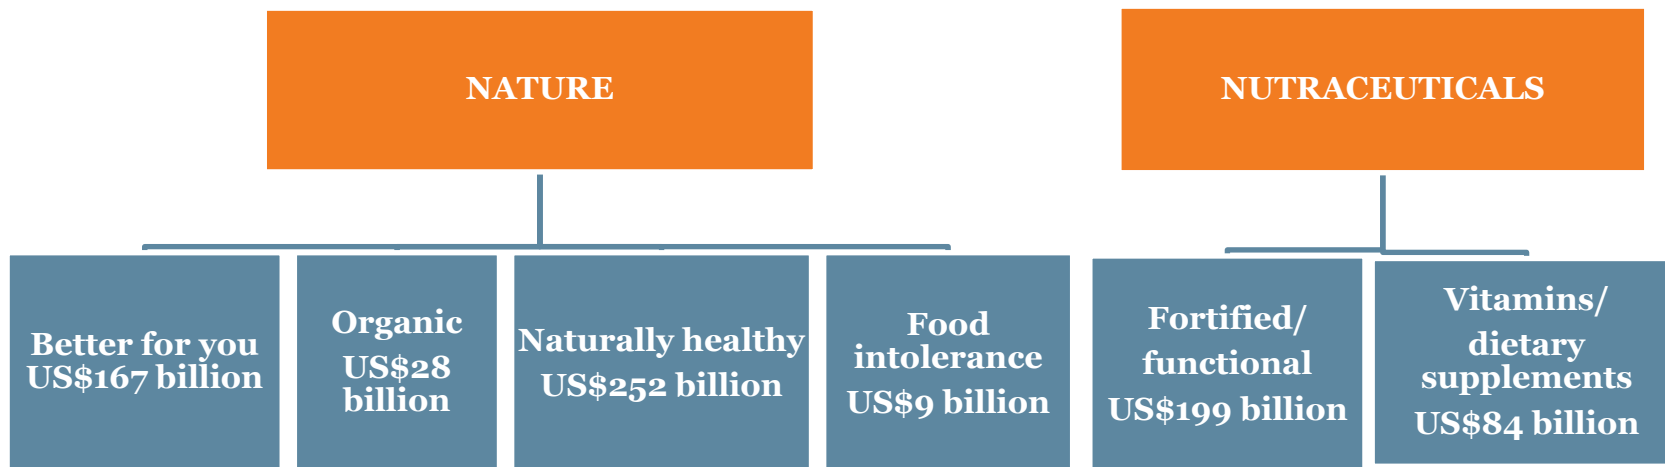 NATURE
NUTRACEUTICALS
Better for you
US$167 billion
Organic
US$28
billion
Naturally healthy
US$252 billion
Food
intolerance
US$9 billion
Fortified/
functional
US$199 billion
Vitamins/
dietary
supplements
US$84 billion